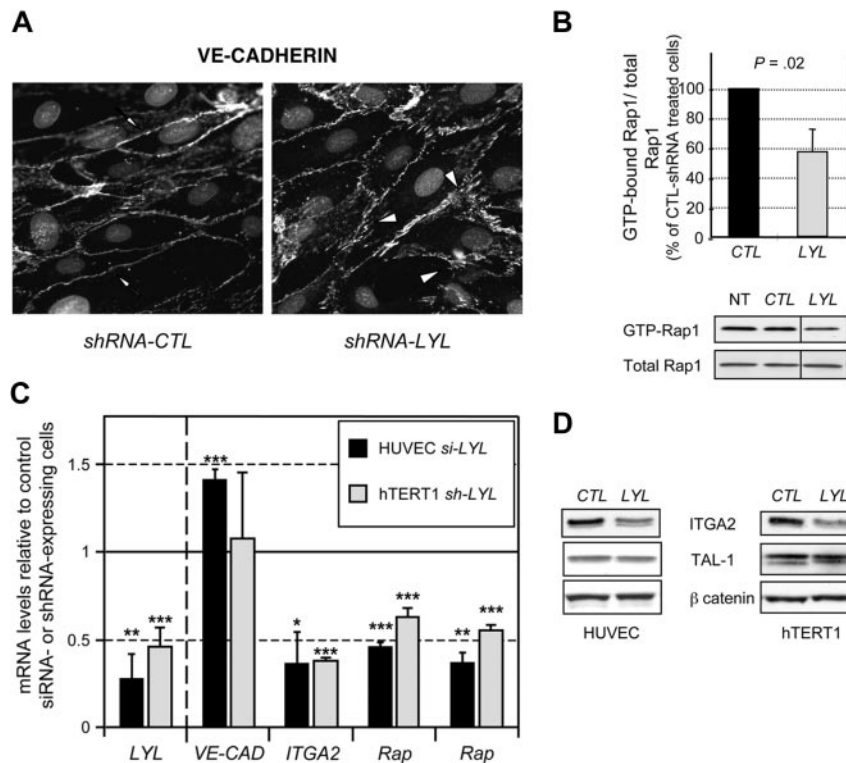 A
VE-CADHERIN
shRNA-CTL
shRNA-LYL
B
GTP-bound Rap1/ total
Rap1
(% of CTL-shRNA treated cells)
P = .02
100
80
60
40
20
0
CTL
LYL
NT CTL LYL
GTP-Rap1
Total Rap1
C
mRNA levels relative to control
siRNA- or shRNA-expressing cells
HUVEC si-LYL
hTERT1 sh-LYL
1.5
1
0.5
0
** ***
***
* ***
*** ***
** ***
LYL VE-CAD ITGA2 Rap Rap
D
CTL LYL
CTL LYL
ITGA2
TAL-1
β catenin
HUVEC
hTERT1